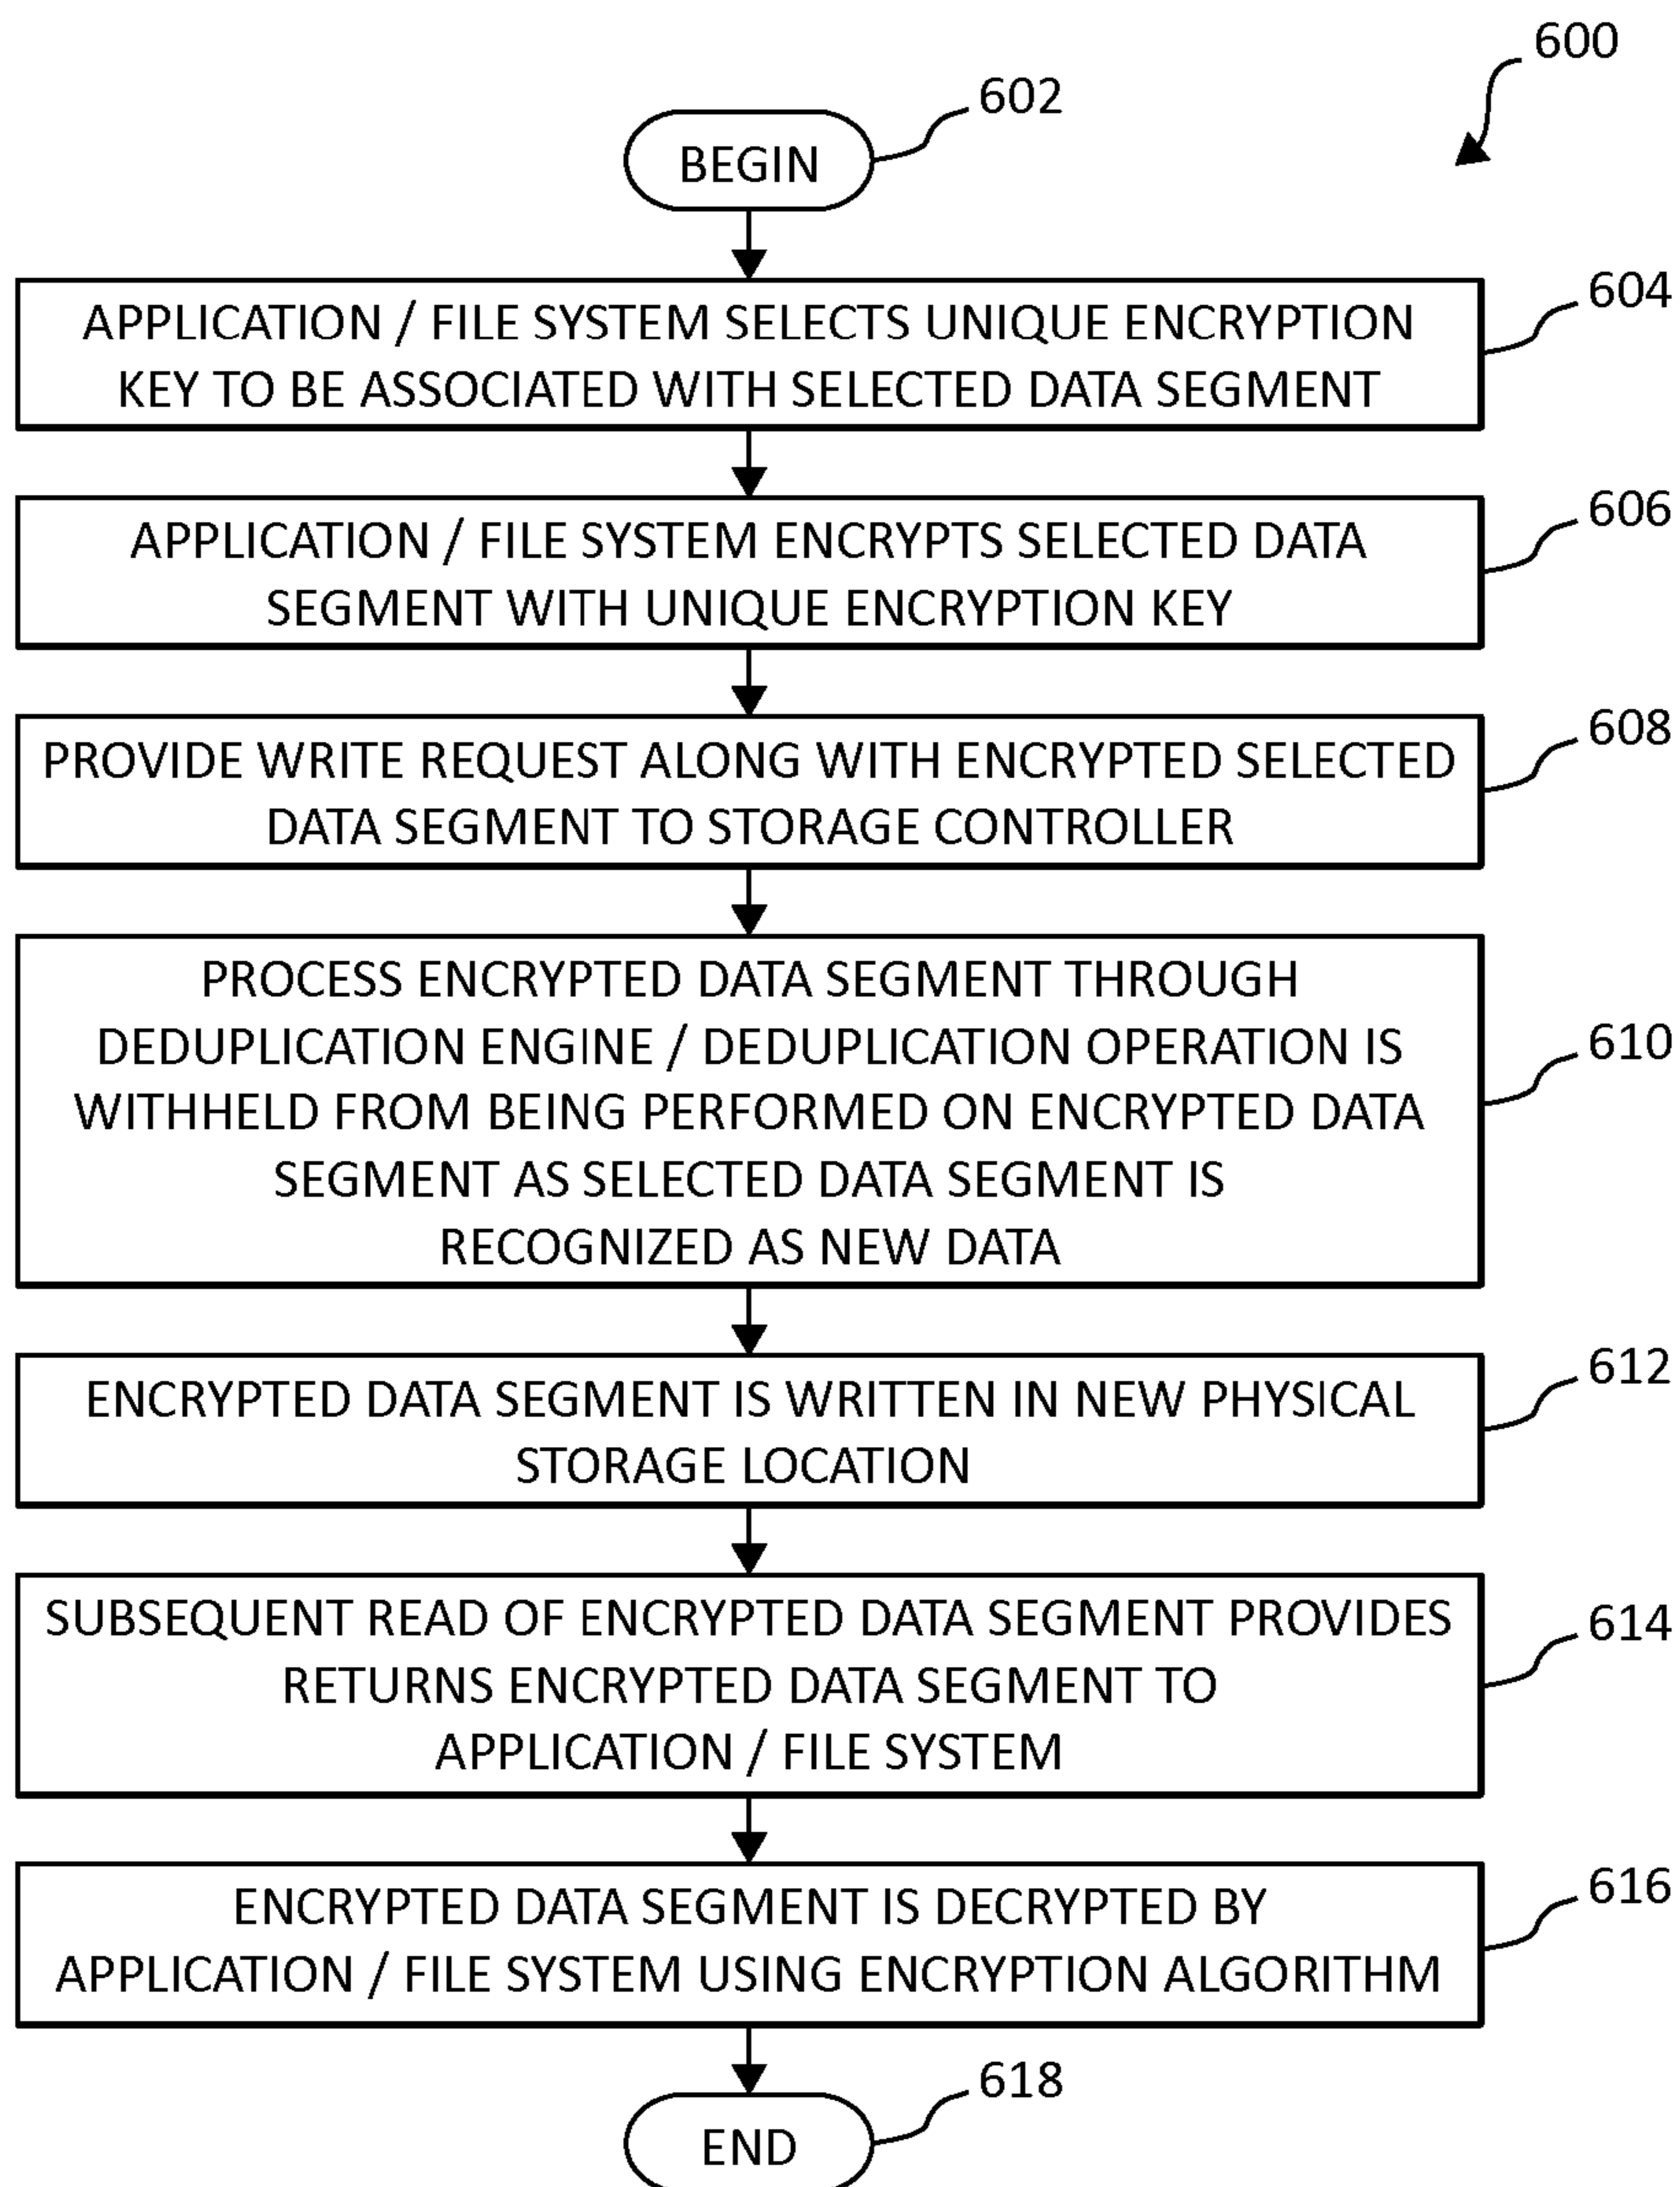 600
602
BEGIN
604
APPLICATION / FILE SYSTEM SELECTS UNIQUE ENCRYPTION
KEY TO BE ASSOCIATED WITH SELECTED DATA SEGMENT
606
APPLICATION / FILE SYSTEM ENCRYPTS SELECTED DATA
SEGMENT WITH UNIQUE ENCRYPTION KEY
608
PROVIDE WRITE REQUEST ALONG WITH ENCRYPTED SELECTED
DATA SEGMENT TO STORAGE CONTROLLER
610
PROCESS ENCRYPTED DATA SEGMENT THROUGH
DEDUPLICATION ENGINE / DEDUPLICATION OPERATION IS
WITHHELD FROM BEING PERFORMED ON ENCRYPTED DATA
SEGMENT AS SELECTED DATA SEGMENT IS
RECOGNIZED AS NEW DATA
612
ENCRYPTED DATA SEGMENT IS WRITTEN IN NEW PHYSICAL
STORAGE LOCATION
614
SUBSEQUENT READ OF ENCRYPTED DATA SEGMENT PROVIDES
RETURNS ENCRYPTED DATA SEGMENT TO
APPLICATION / FILE SYSTEM
616
ENCRYPTED DATA SEGMENT IS DECRYPTED BY
APPLICATION / FILE SYSTEM USING ENCRYPTION ALGORITHM
618
END